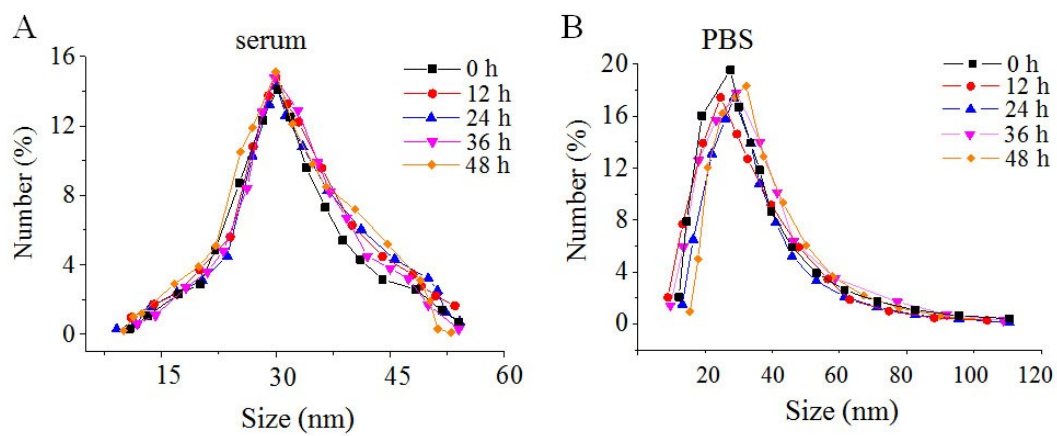 A
serum
16
12
8
4
0
Number (%)
15
30
45
60
Size (nm)
0 h
12 h
24 h
36 h
48 h
B
PBS
20
16
12
8
4
0
Number (%)
20
40
60
80
100
120
Size (nm)
0 h
12 h
24 h
36 h
48 h